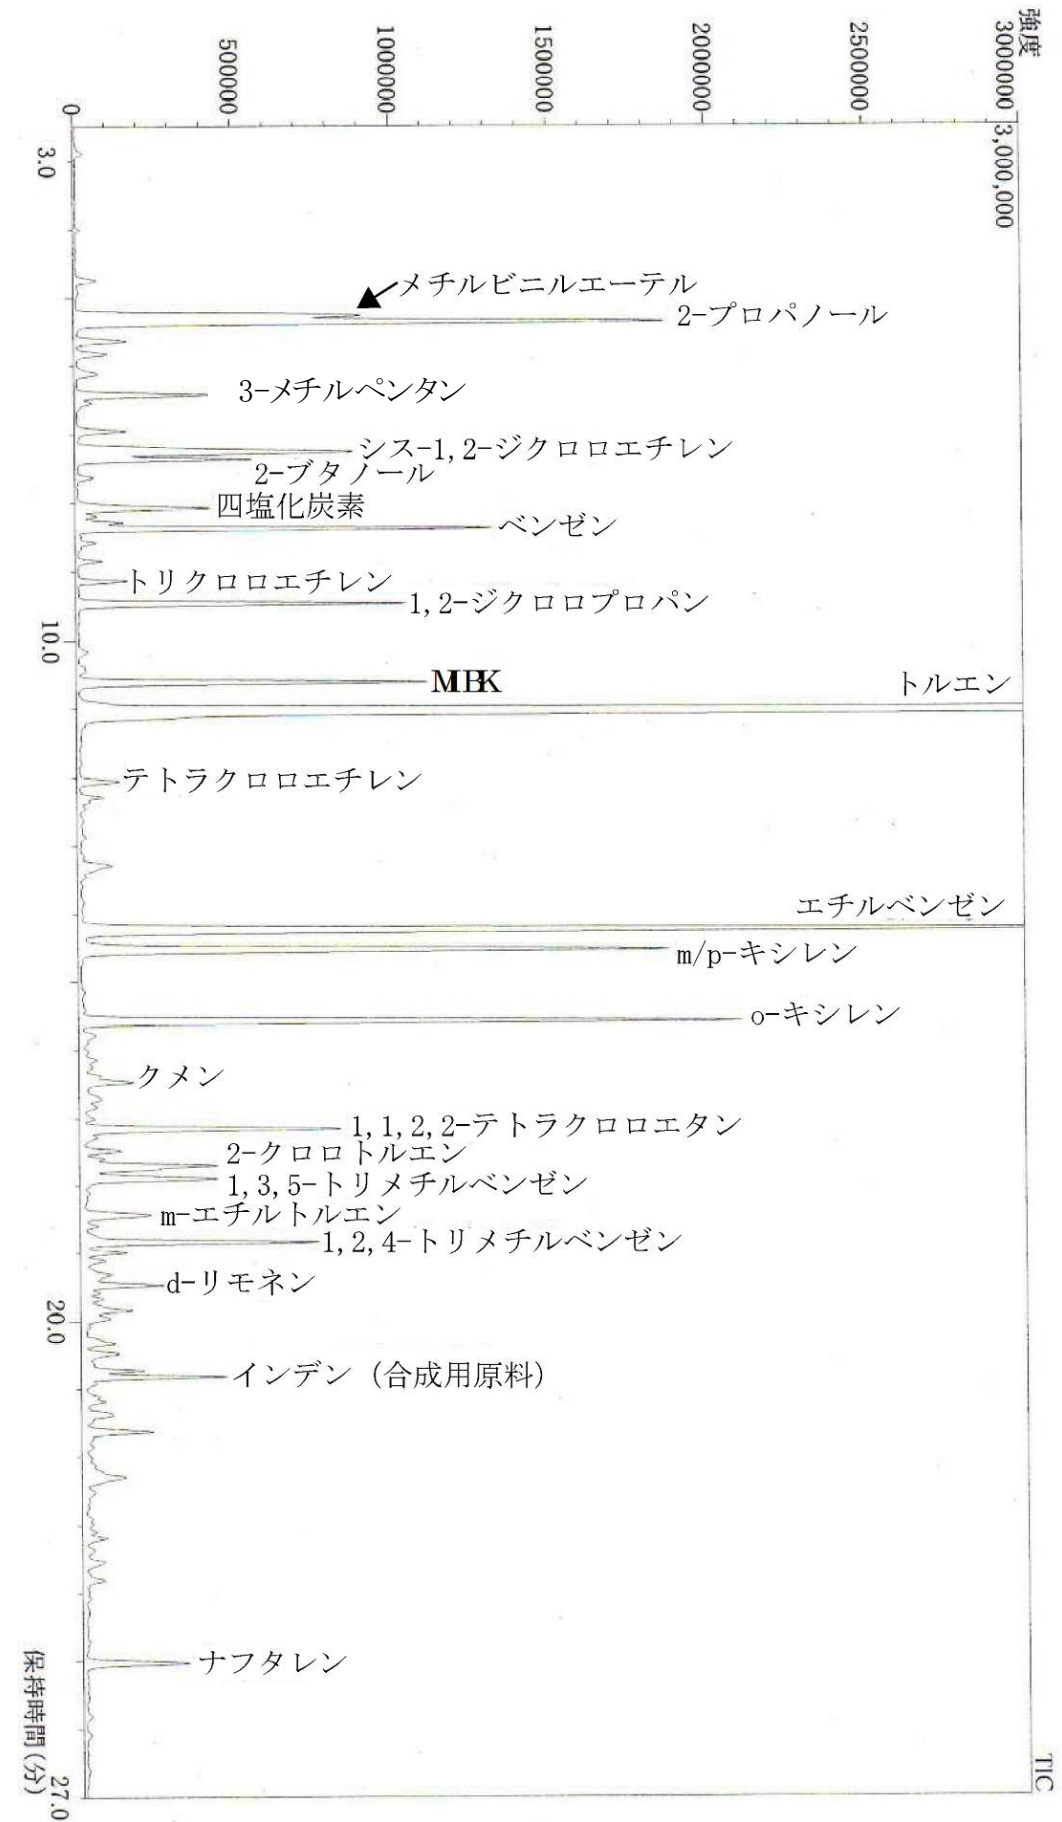 強度
3000000
2500000
2000000
1500000
1000000
500000
0
3,000,000
3.0
メチルビニルエーテル
2-プロパノール
3-メチルペンタン
シス-1,2-ジクロロエチレン
2-ブタノール
四塩化炭素
ベンゼン
トリクロロエチレン
1,2-ジクロロプロパン
10.0
MIBK
トルエン
テトラクロロエチレン
エチルベンゼン
m/p-キシレン
o-キシレン
クメン
1,1,2,2-テトラクロロエタン
2-クロロトルエン
1,3,5-トリメチルベンゼン
m-エチルトルエン
1,2,4-トリメチルベンゼン
d-リモネン
20.0
インデン（合成用原料）
ナフタレン
保持時間(分)
27.0
TIC